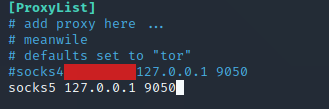 [ProxyList]
# add proxy here ...
# meanwile
# defaults set to "tor"
#socks4 127.0.0.1 9050
socks5 127.0.0.1 9050